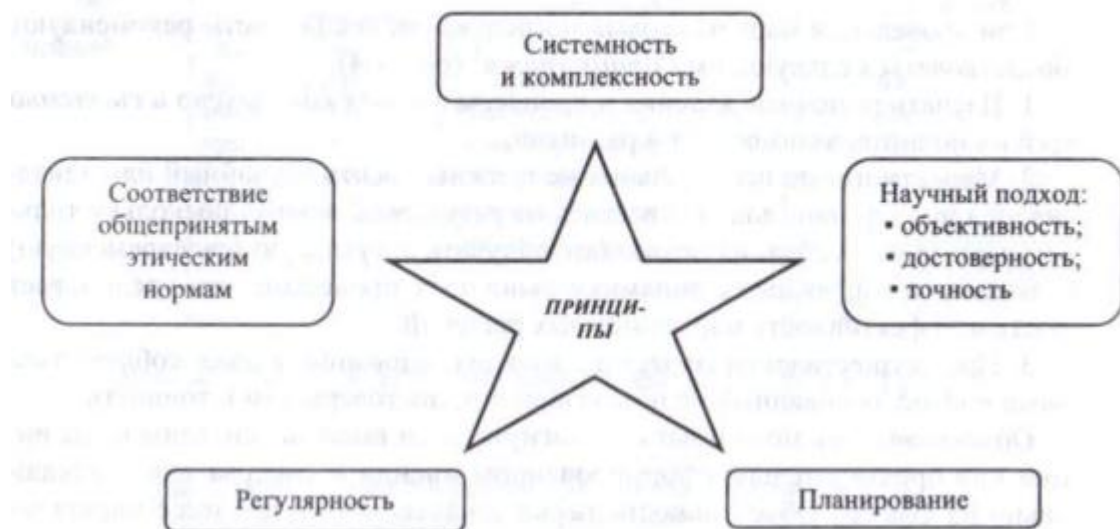 Системность
и комплексность
Соответствие
общепринятым
этическим
нормам
Научный подход:
• объективность;
• достоверность;
• точность
ПРИНЦИ-
ПЫ
Регулярность
Планирование